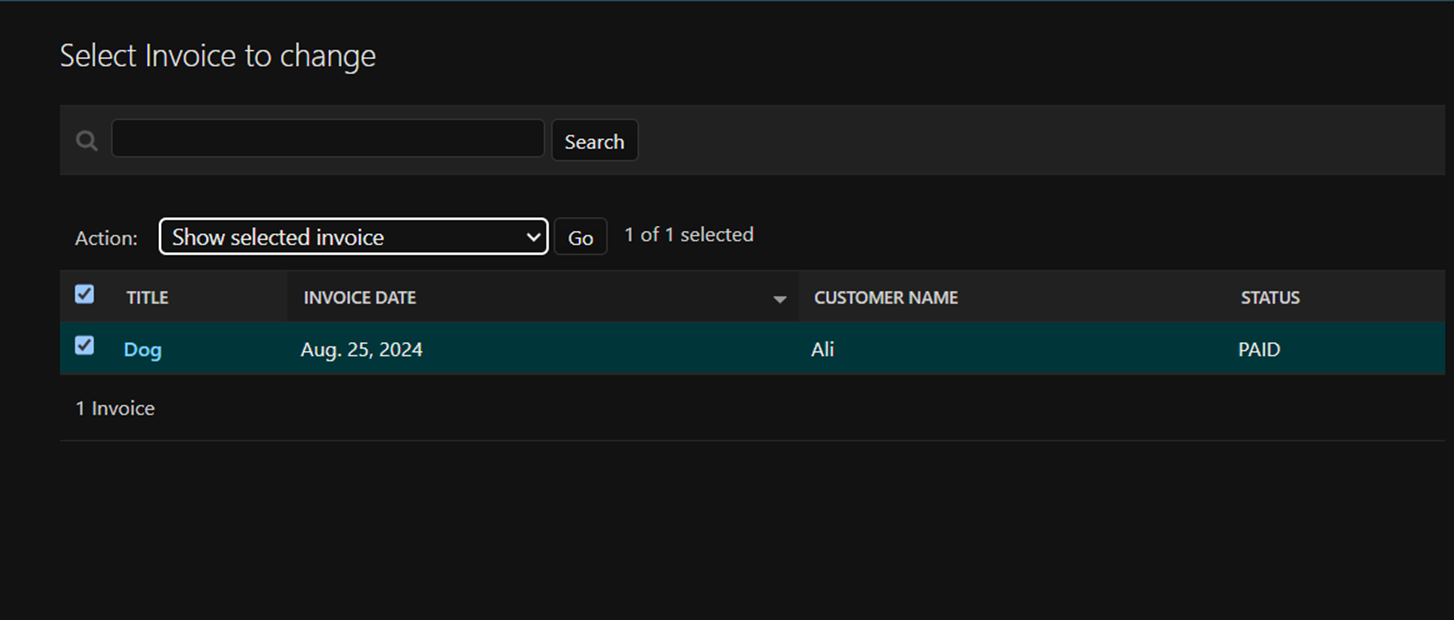 Select Invoice to change
Search
Action: Show selected invoice Go 1 of 1 selected
TITLE INVOICE DATE CUSTOMER NAME STATUS
Dog Aug. 25, 2024 Ali PAID
1 Invoice